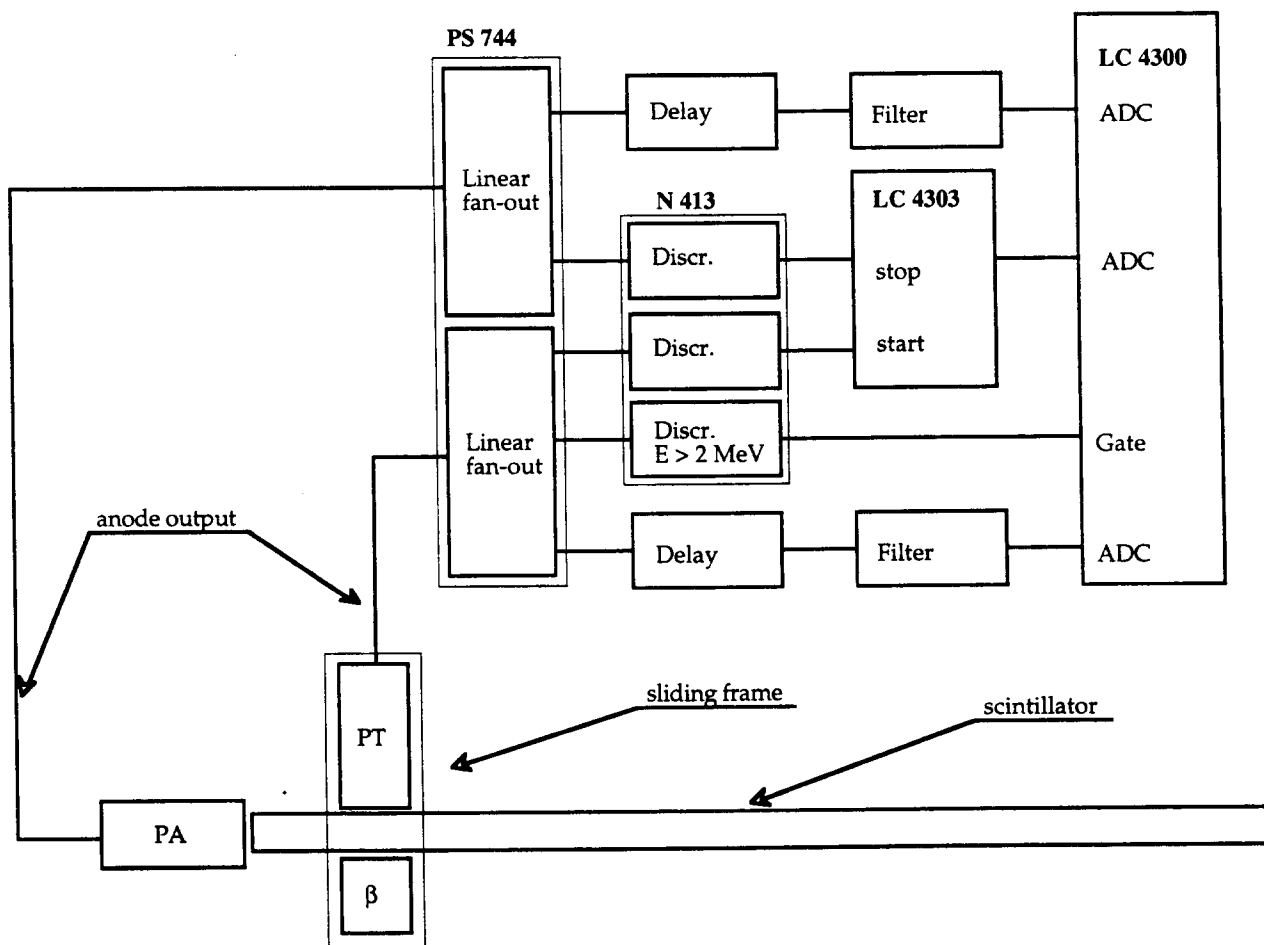 PS 744
LC 4300
Delay
Filter
ADC
Linear
fan-out
N 413
LC 4303
Discr.
stop
ADC
Discr.
start
Linear
fan-out
Discr.
E > 2 MeV
Gate
anode output
Delay
Filter
ADC
sliding frame
scintillator
PT
PA
β